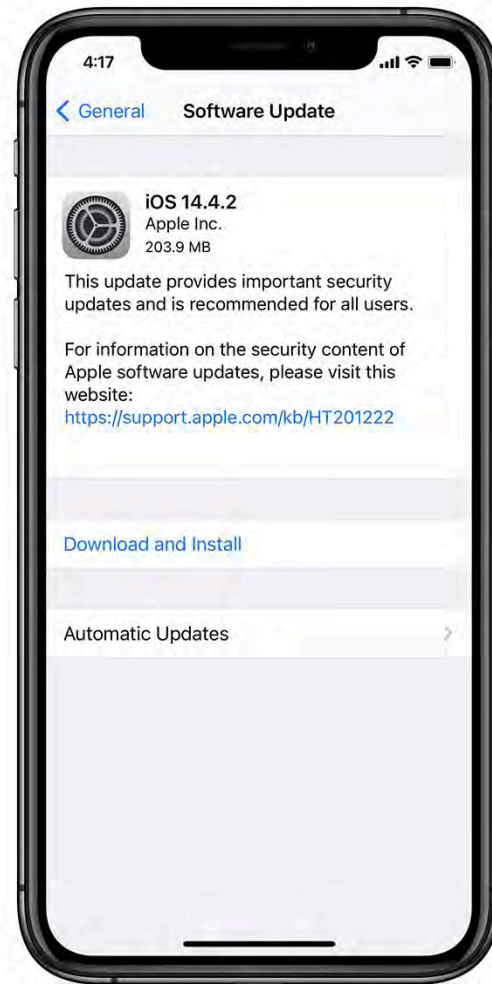 4:17
General Software Update
iOS 14.4.2
Apple Inc.
203.9 MB
This update provides important security
updates and is recommended for all users.
For information on the security content of
Apple software updates, please visit this
website:
https://support.apple.com/kb/HT201222
Download and Install
Automatic Updates